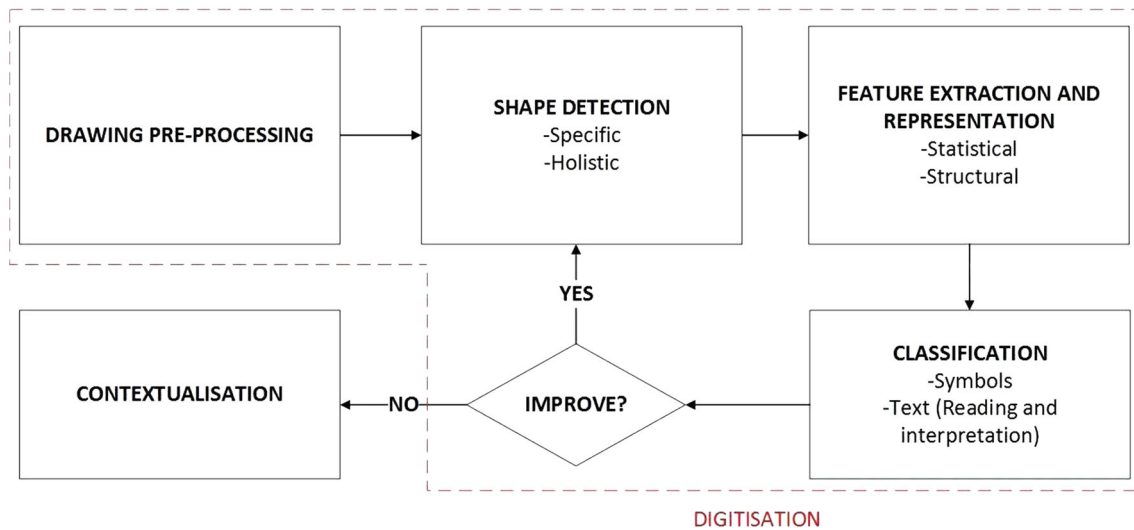 DRAWING PRE-PROCESSING
SHAPE DETECTION
-Specific
-Holistic
FEATURE EXTRACTION AND
REPRESENTATION
-Statistical
-Structural
YES
CONTEXTUALISATION
NO
IMPROVE?
CLASSIFICATION
-Symbols
-Text (Reading and
interpretation)
DIGITISATION